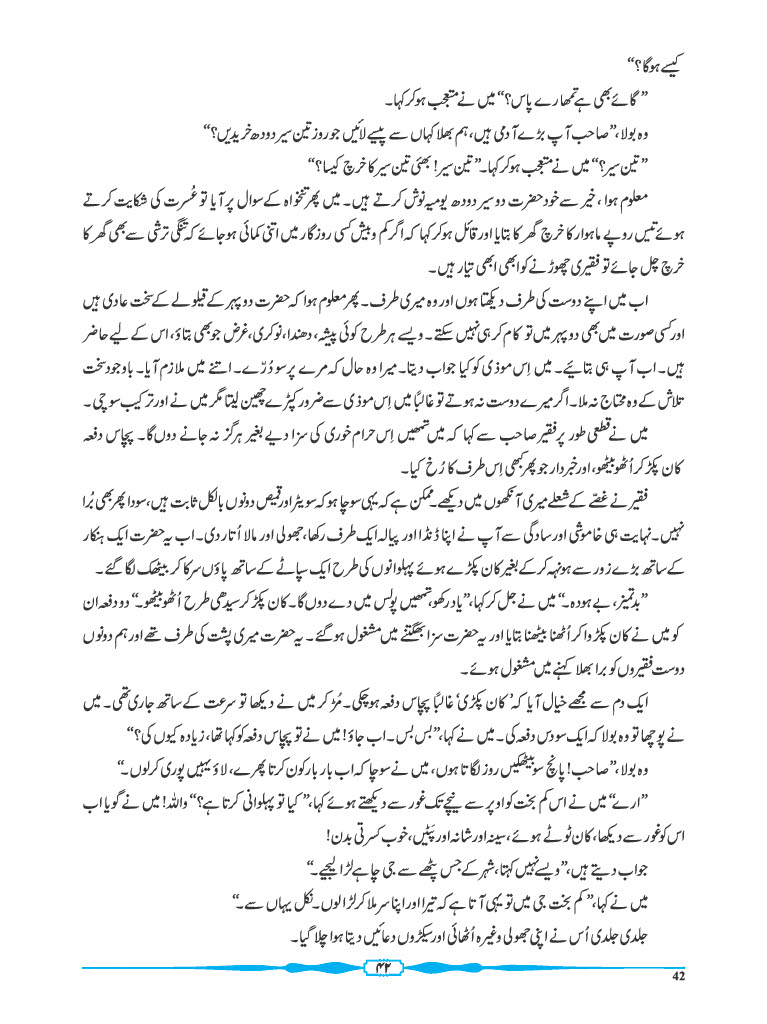 کیسے ہوگا؟“
”گائے بھی ہے تمھارے پاس؟“ میں نے متعجب ہوکر کہا۔
وہ بولا، ”صاحب آپ بڑے آدمی ہیں، ہم بھلا کہاں سے پیسے لائیں جو روز تین سیر دودھ خریدیں؟“
”تین سیر؟“ میں نے متعجب ہوکر کہا۔ ”تین سیر! بھئی تین سیر کا خرچ کیسا؟“
معلوم ہوا، خیر سے خود حضرت دو سیر دودھ یومیہ نوش کرتے ہیں۔ میں پھر تنخواہ کے سوال پر آیا تو عُسرت کی شکایت کرتے
ہوئے تیس روپے ماہوار کا خرچ گھر کا بتایا اور قائل ہوکر کہا کہ اگر کم و بیش کسی روزگار میں اتنی کمائی ہوجائے کہ تنگی ترشی سے بھی گھر کا
خرچ چل جائے تو فقیری چھوڑنے کو ابھی ابھی تیار ہیں۔
اب میں اپنے دوست کی طرف دیکھتا ہوں اور وہ میری طرف۔ پھر معلوم ہوا کہ حضرت دوپہر کے قیلولے کے سخت عادی ہیں
اور کسی صورت میں بھی دوپہر میں تو کام کر ہی نہیں سکتے۔ ویسے ہر طرح کوئی پیشہ، دھندا، نوکری، غرض جو بھی بتاؤ، اس کے لیے حاضر
ہیں۔ اب آپ ہی بتائیے۔ میں اِس موذی کو کیا جواب دیتا۔ میرا وہ حال کہ مرے پر سو دُرّے۔ اتنے میں ملازم آیا۔ باوجود سخت
تلاش کے وہ محتاج نہ ملا۔ اگر میرے دوست نہ ہوتے تو غالباً میں اِس موذی سے ضرور کپڑے چھین لیتا مگر میں نے اور ترکیب سوچی۔
میں نے قطعی طور پر فقیر صاحب سے کہا کہ میں تمھیں اِس حرام خوری کی سزا دیے بغیر ہرگز نہ جانے دوں گا۔ پچاس دفعہ
کان پکڑ کر اُٹھو بیٹھو، اور خبردار جو پھر کبھی اِس طرف کا رُخ کیا۔
فقیر نے غصّے کے شعلے میری آنکھوں میں دیکھے۔ ممکن ہے کہ یہی سوچا ہو کہ سویٹر اور قمیص دونوں بالکل ثابت ہیں، سودا پھر بھی بُرا
نہیں۔ نہایت ہی خاموشی اور سادگی سے آپ نے اپنا ڈنڈا اور پیالہ ایک طرف رکھا، جھولی اور مالا اُتار دی۔ اب یہ حضرت ایک ہنکار
کے ساتھ بڑے زور سے ہونہہ کرکے بغیر کان پکڑے ہوئے پہلوانوں کی طرح ایک سپاٹے کے ساتھ پاؤں سرکا کر بیٹھک لگا گئے۔
”بدتمیز، بے ہودہ۔“ میں نے جل کر کہا، ”یاد رکھو، تمھیں پولس میں دے دوں گا۔ کان پکڑ کر سیدھی طرح اُٹھو بیٹھو۔“ دو دفعہ ان
کو میں نے کان پکڑوا کر اُٹھنا بیٹھنا بتایا اور یہ حضرت سزا بھگتنے میں مشغول ہوگئے۔ یہ حضرت میری پشت کی طرف تھے اور ہم دونوں
دوست فقیروں کو برا بھلا کہنے میں مشغول ہوئے۔
ایک دم سے مجھے خیال آیا کہ ’کان پکڑی‘ غالباً پچاس دفعہ ہوچکی۔ مُڑ کر میں نے دیکھا تو سرعت کے ساتھ جاری تھی۔ میں
نے پوچھا تو وہ بولا کہ ایک سو دس دفعہ کی۔ میں نے کہا، ”بس بس۔ اب جاؤ! میں نے تو پچاس دفعہ کو کہا تھا، زیادہ کیوں کی؟“
وہ بولا، ”صاحب! پانچ سو بیٹھکیں روز لگاتا ہوں، میں نے سوچا کہ اب بار بار کون کرتا پھرے، لاؤ یہیں پوری کرلوں۔“
”ارے“ میں نے اس کم بخت کو اوپر سے نیچے تک غور سے دیکھتے ہوئے کہا، ”کیا تو پہلوانی کرتا ہے؟“ واللہ! میں نے گویا اب
اس کو غور سے دیکھا، کان ٹوٹے ہوئے، سینہ اور شانہ اور پَٹیں، خوب کسرتی بدن!
جواب دیتے ہیں، ”ویسے نہیں کہتا، شہر کے جس پٹھے سے جی چاہے لڑا لیجیے۔“
میں نے کہا، ”کم بخت جی میں تو یہی آتا ہے کہ تیرا اور اپنا سر ملا کر لڑا لوں۔ نکل یہاں سے۔“
جلدی جلدی اُس نے اپنی جھولی وغیرہ اُٹھائی اور سیکڑوں دعائیں دیتا ہوا چلا گیا۔
۴۲
42